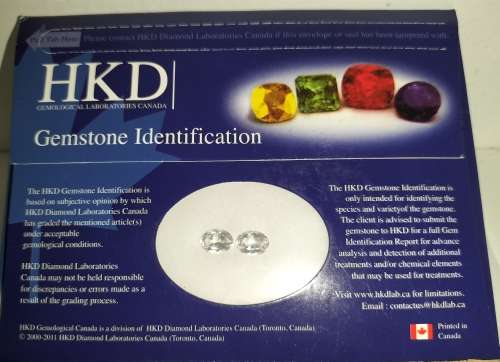 Pull Tab Here Please contact HKD Diamond Laboratories Canada if this envelope or seal has been tampered with.
HKD
GEMOLOGICAL LABORATORIES CANADA
Gemstone Identification
The HKD Gemstone Identification is
based on subjective opinion by which
HKD Diamond Laboratories Canada
has graded the mentioned article(s)
under acceptable
gemological conditions.
HKD Diamond Laboratories
Canada may not be held responsible
for discrepancies or errors made as a
result of the grading process.
The HKD Gemstone Identification is
only intended for identifying the
species and varietyof the gemstone.
The client is advised to submit the
gemstone to HKD for a full Gem
Identification Report for advance
analysis and detection of additional
treatments and/or chemical elements
that may be used for treatments.
Visit www.hkdlab.ca for limitations.
Email : contactus@hkdlab.ca
HKD Gemological Canada is a division of HKD Diamond Laboratories Canada (Toronto, Canada)
© 2000-2011 HKD Diamond Laboratories Canada (Toronto, Canada)
Printed in
Canada